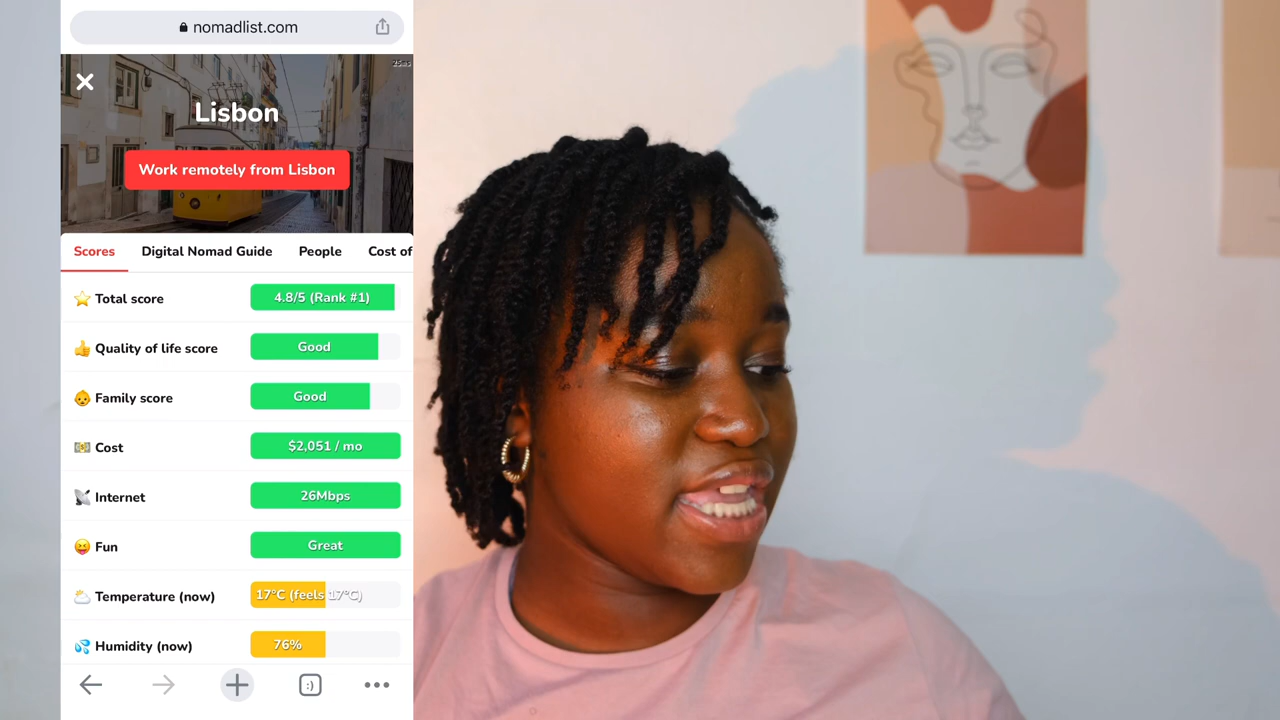 nomadlist.com
25ms
Lisbon
Work remotely from Lisbon
Scores Digital Nomad Guide People Cost of
Total score 4.8/5 (Rank #1)
Quality of life score Good
Family score Good
Cost $2,051 / mo
Internet 26Mbps
Fun Great
Temperature (now) 17°C (feels 17°C)
Humidity (now) 76%
:)